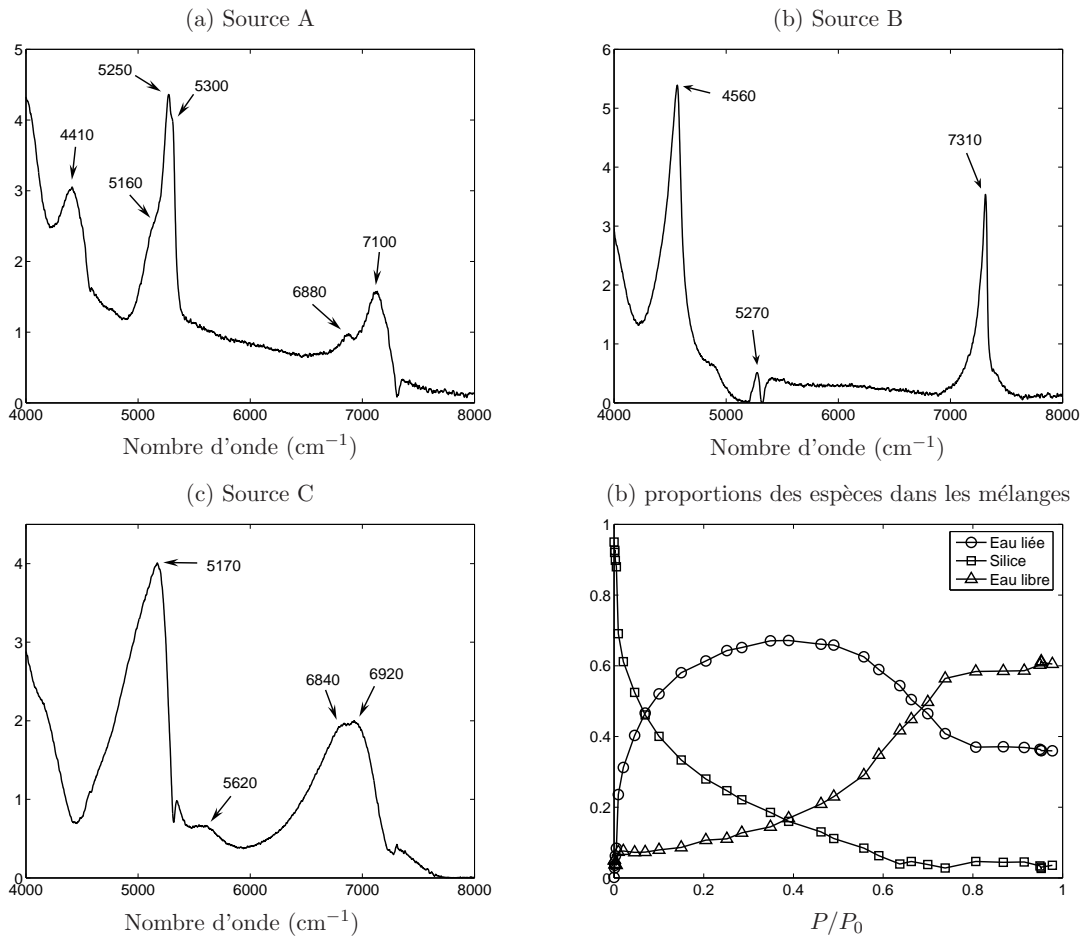 (a) Source A
5
4
3
2
1
0
4000 5000 6000 7000 8000
4410
5160
5250
5300
6880
7100
Nombre d'onde (cm⁻¹)
(b) Source B
6
5
4
3
2
1
0
4000 5000 6000 7000 8000
4560
5270
7310
Nombre d'onde (cm⁻¹)
(c) Source C
4
3
2
1
0
4000 5000 6000 7000 8000
5170
5620
6840
6920
Nombre d'onde (cm⁻¹)
(b) proportions des espèces dans les mélanges
1
0.8
0.6
0.4
0.2
0
0 0.2 0.4 0.6 0.8 1
Eau liée
Silice
Eau libre
P/P₀